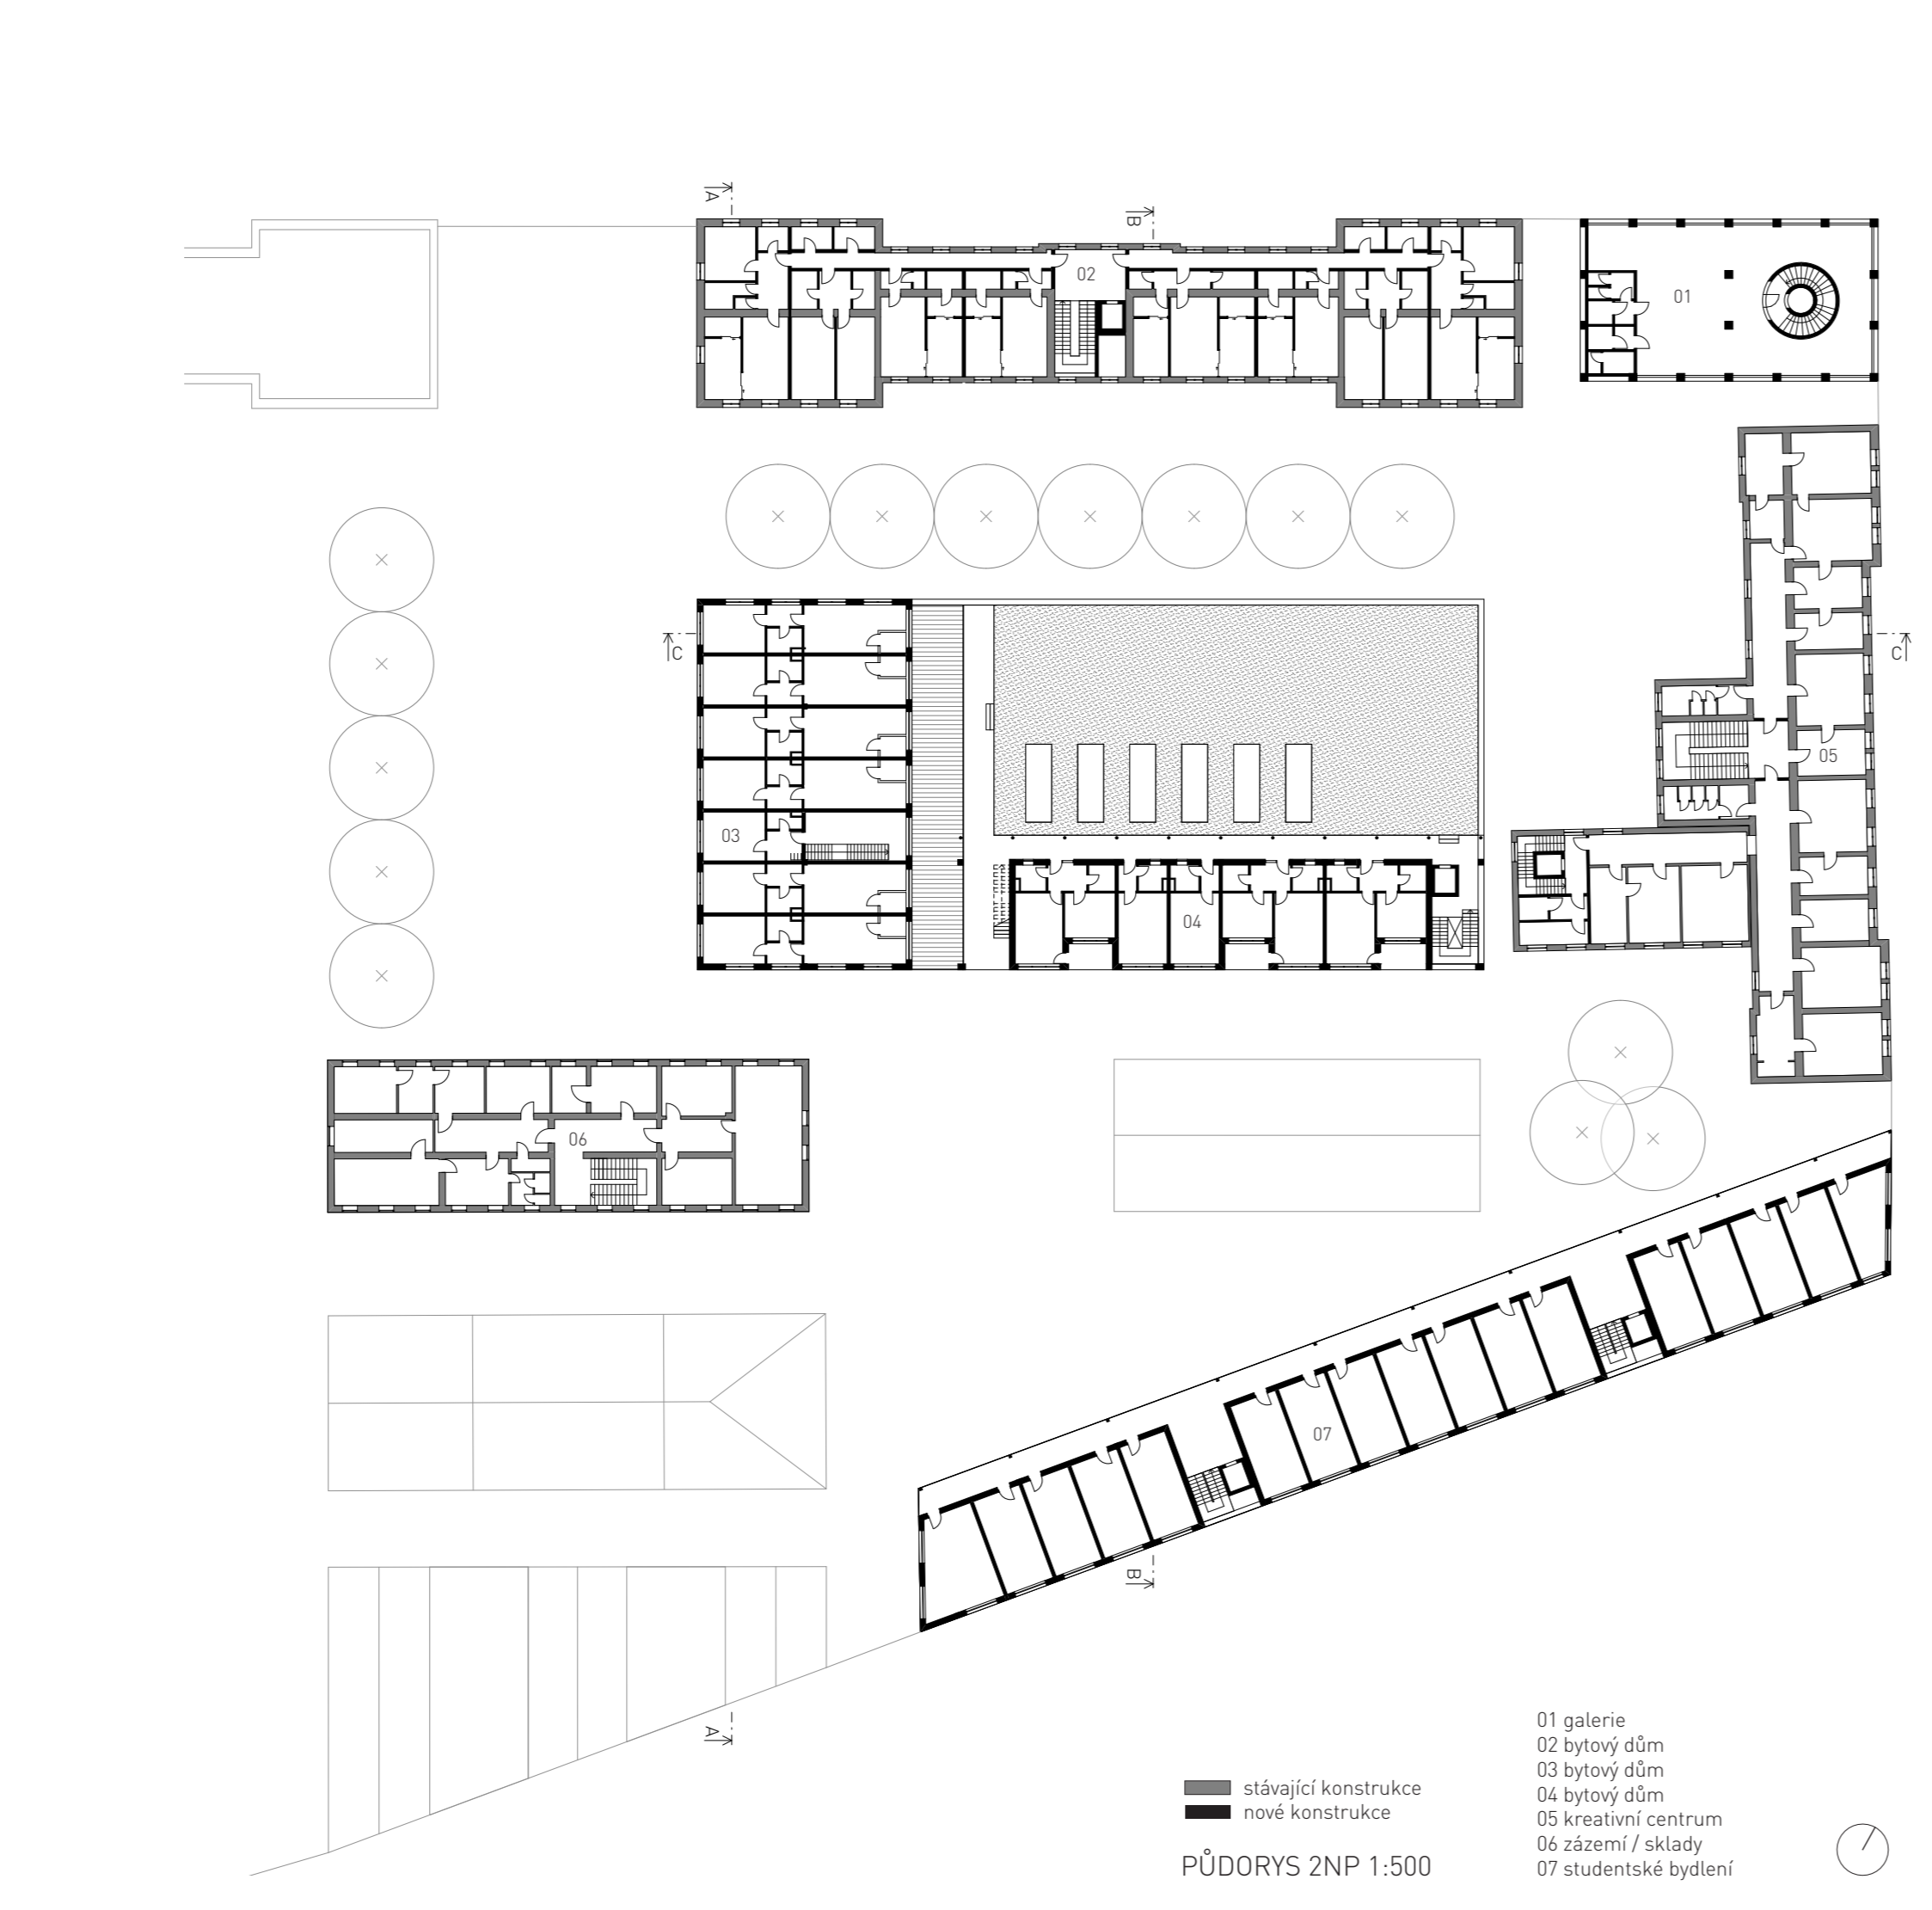 A
B
02
01
C
C
05
03
04
06
07
B
A
01 galerie
02 bytový dům
03 bytový dům
04 bytový dům
05 kreativní centrum
06 zázemí / sklady
07 studentské bydlení
stávající konstrukce
nové konstrukce
PŮDORYS 2NP 1:500